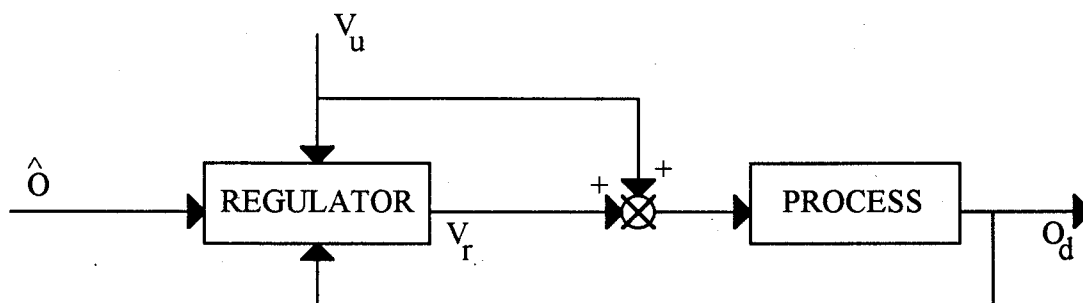 V_u
Ô
REGULATOR
V_r
+
+
PROCESS
O_d